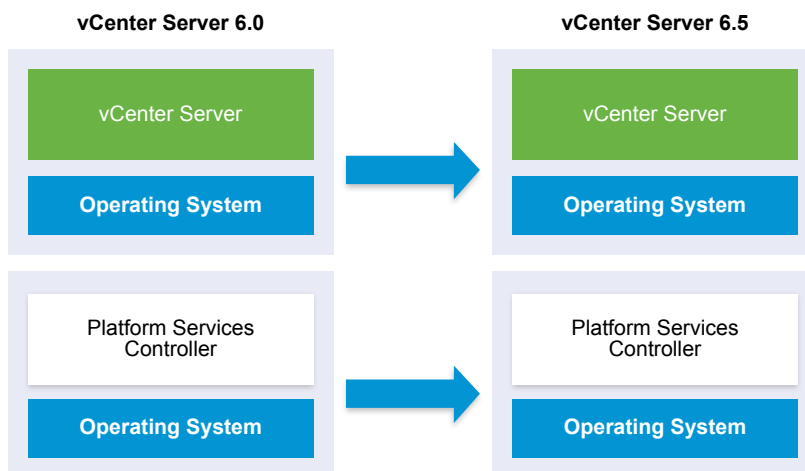 vCenter Server 6.0
vCenter Server 6.5
vCenter Server
vCenter Server
Operating System
Operating System
Platform Services
Controller
Platform Services
Controller
Operating System
Operating System